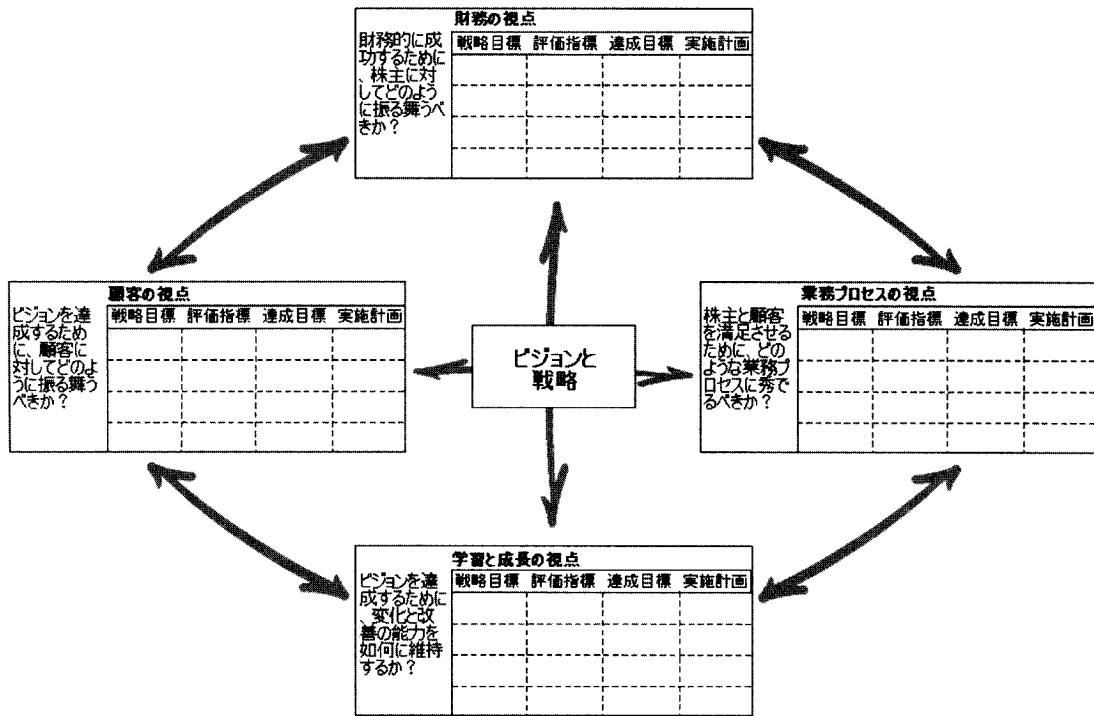 財務の視点
財務的に成
功するために
、株主に対
してどのよう
に振る舞うべ
きか？
戦略目標 評価指標 達成目標 実施計画
顧客の視点
ビジョンを達
成するため
に、顧客に
対してどのよ
うに振る舞う
べきか？
戦略目標 評価指標 達成目標 実施計画
ビジョンと
戦略
業務プロセスの視点
株主と顧客
を満足させる
ために、どの
ような業務プ
ロセスに秀で
るべきか？
戦略目標 評価指標 達成目標 実施計画
学習と成長の視点
ビジョンを達
成するために
、変化と改
善の能力を
如何に維持
するか？
戦略目標 評価指標 達成目標 実施計画